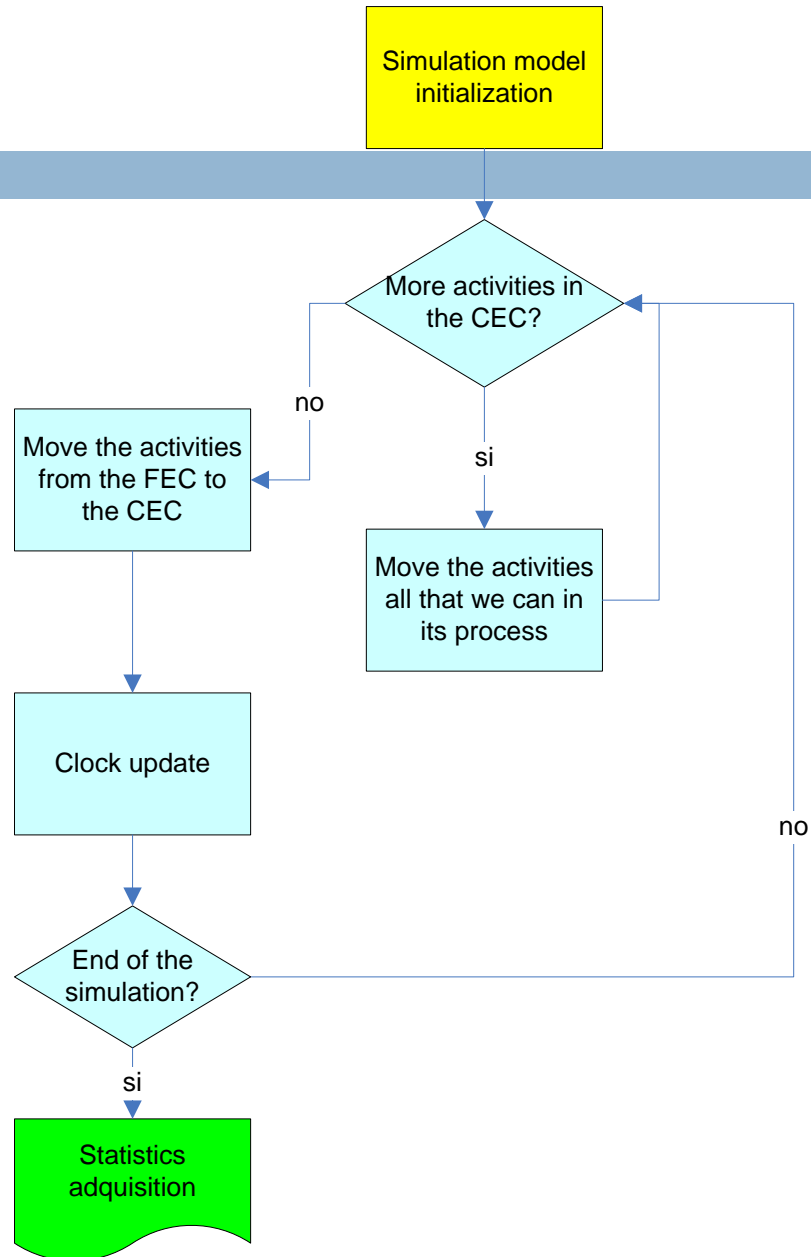 Simulation model
initialization
More activities in
the CEC?
no
si
Move the activities
from the FEC to
the CEC
Move the activities
all that we can in
its process
Clock update
no
End of the
simulation?
si
Statistics
adquisition